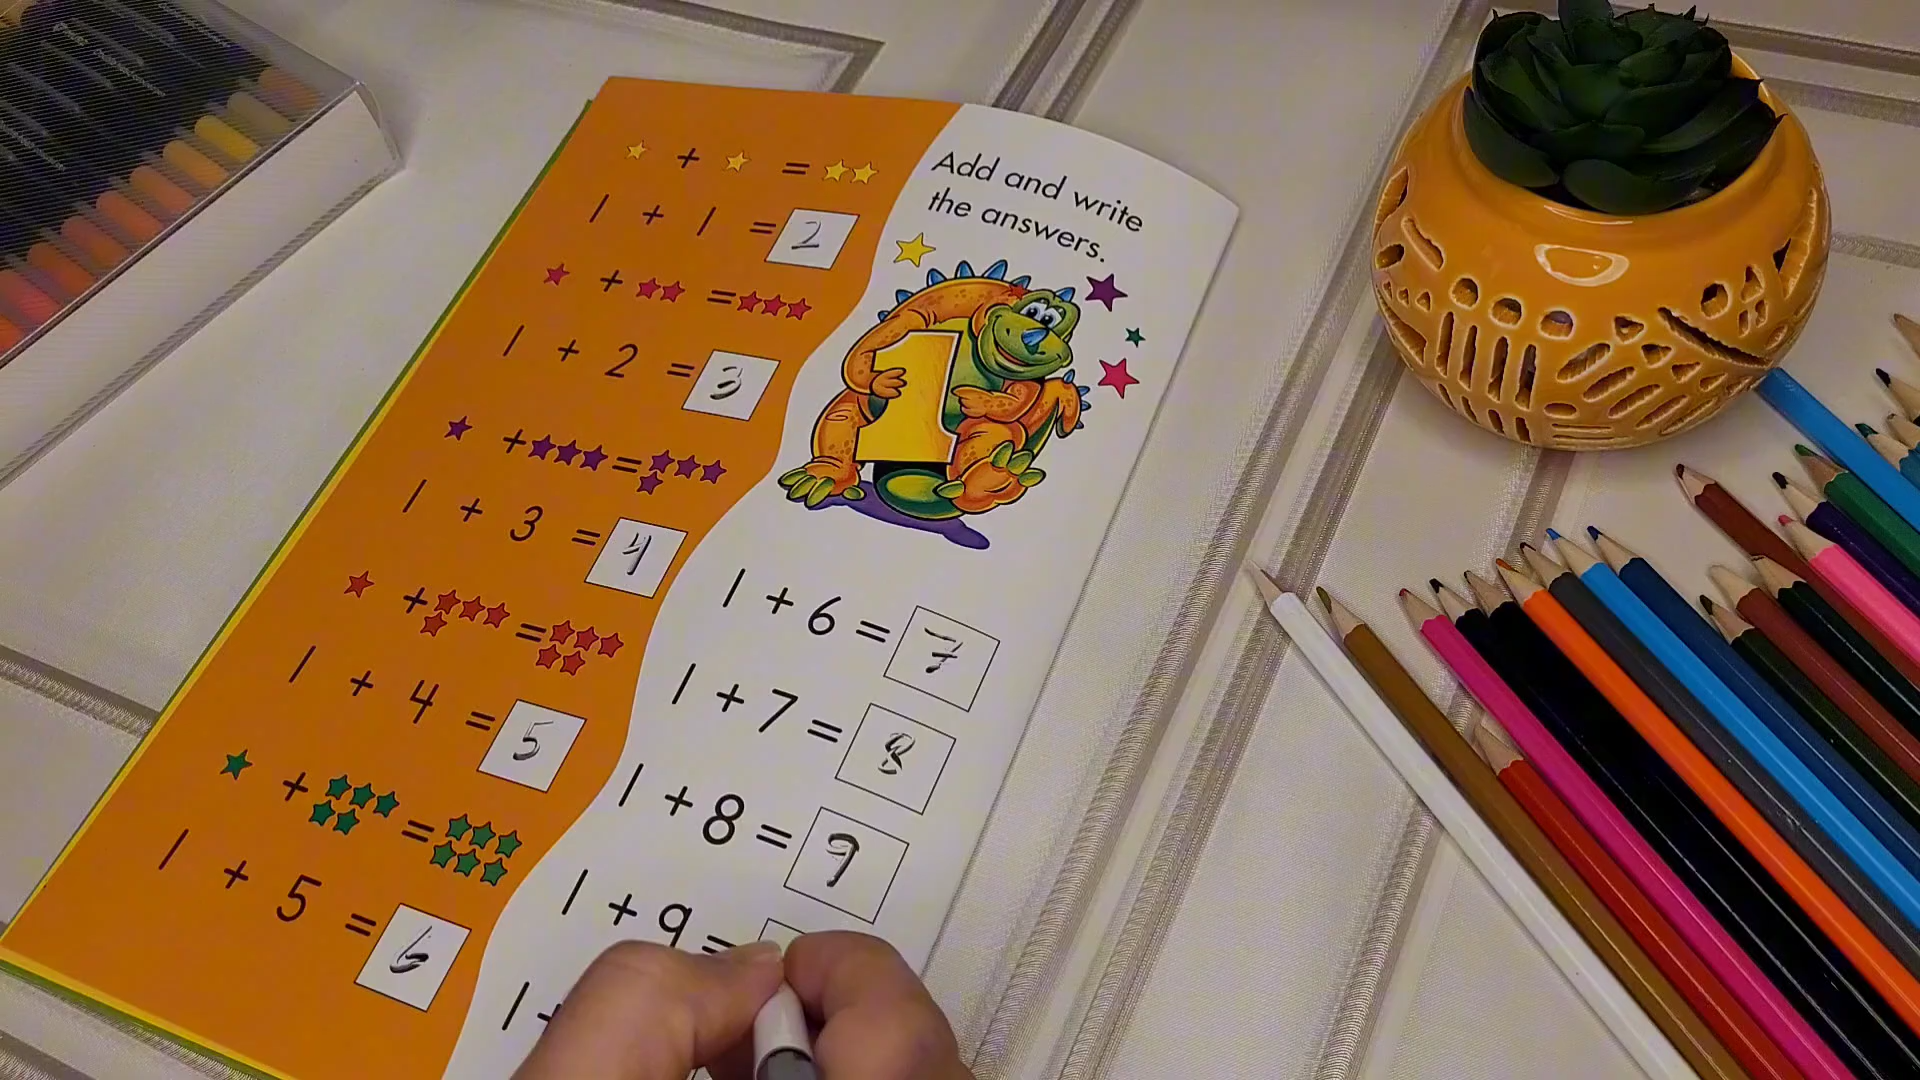 1 + 1 = 2
1 + 2 = 3
1 + 3 = 4
1 + 4 = 5
1 + 5 = 6
Add and write
the answers.
1
1 + 6 = 7
1 + 7 = 8
1 + 8 = 9
1 + 9 =
1 +